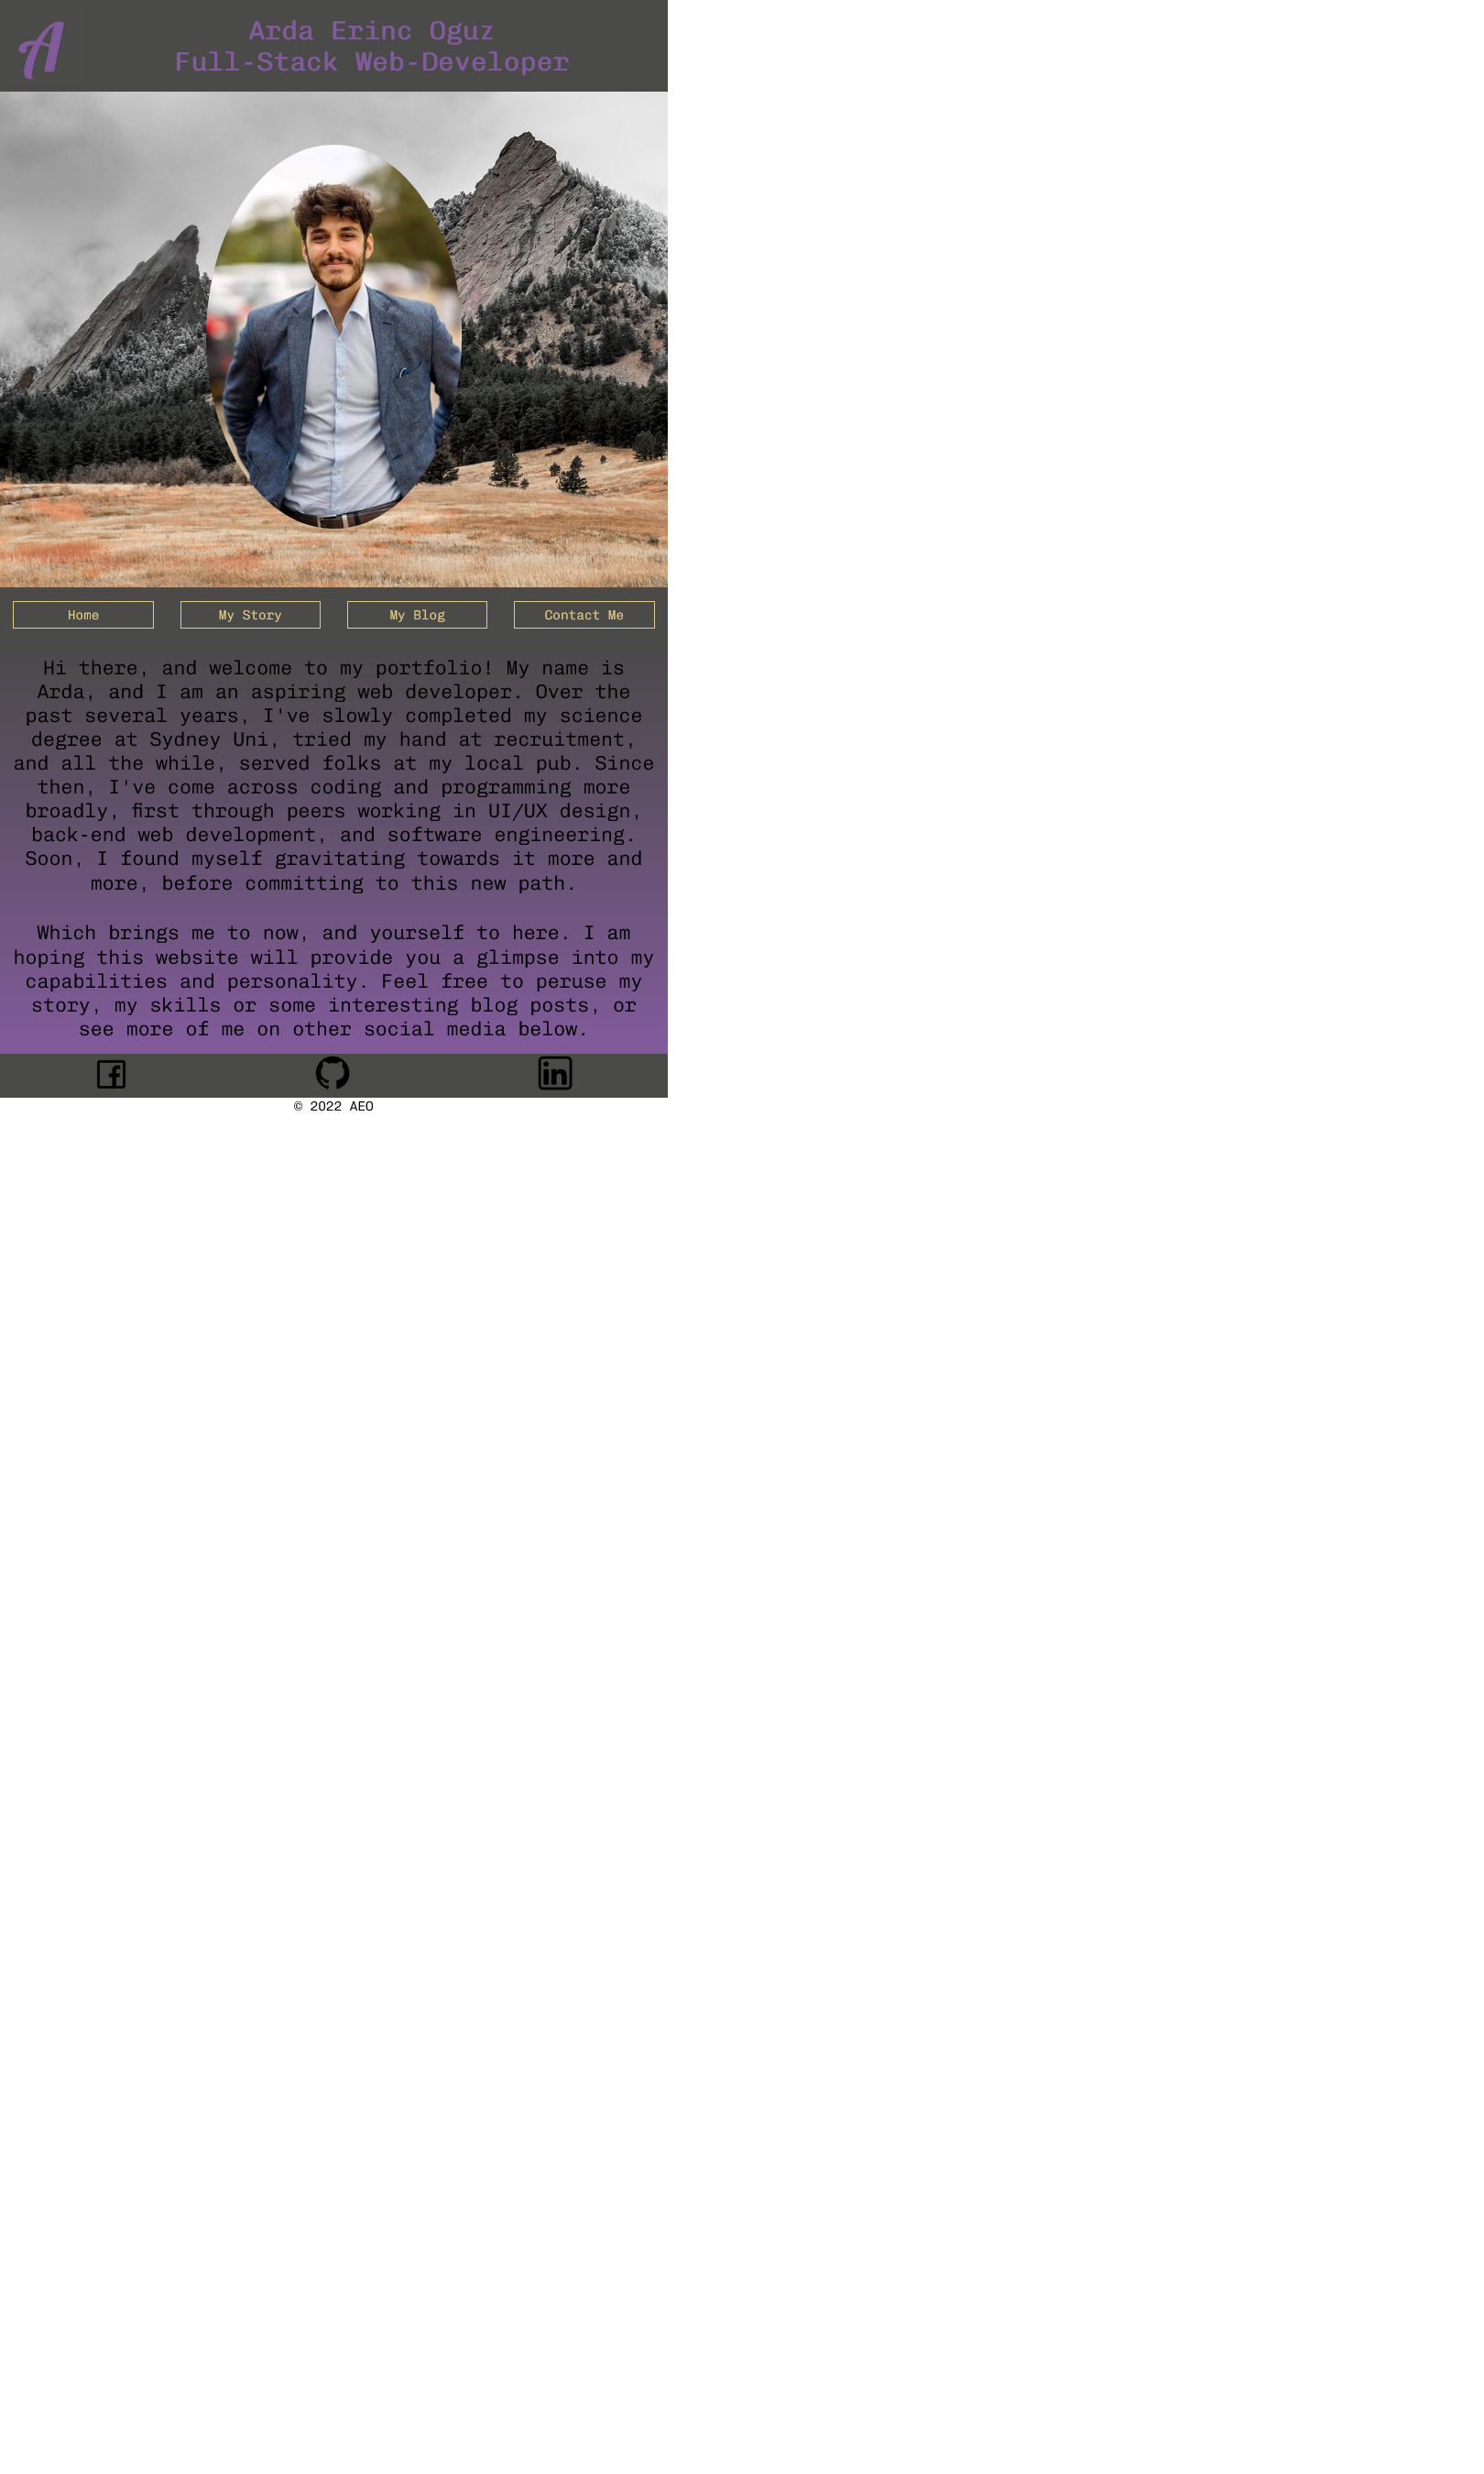 A
Arda Erinc Oguz
Full-Stack Web-Developer
Home
My Story
My Blog
Contact Me
Hi there, and welcome to my portfolio! My name is
Arda, and I am an aspiring web developer. Over the
past several years, I've slowly completed my science
degree at Sydney Uni, tried my hand at recruitment,
and all the while, served folks at my local pub. Since
then, I've come across coding and programming more
broadly, first through peers working in UI/UX design,
back-end web development, and software engineering.
Soon, I found myself gravitating towards it more and
more, before committing to this new path.
Which brings me to now, and yourself to here. I am
hoping this website will provide you a glimpse into my
capabilities and personality. Feel free to peruse my
story, my skills or some interesting blog posts, or
see more of me on other social media below.
f
in
© 2022 AEO